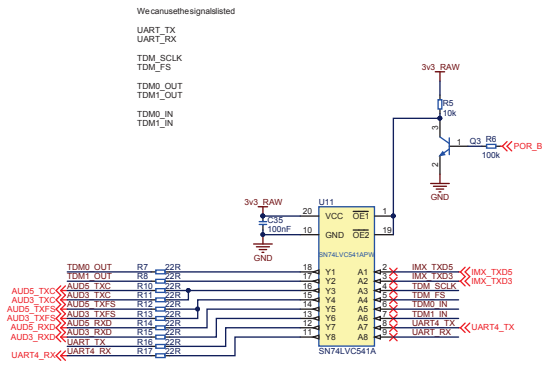 We can use the signals listed
UART_TX
UART_RX
TDM_SCLK
TDM_FS
TDM0_OUT
TDM1_OUT
TDM0_IN
TDM1_IN
3v3_RAW
R5
10k
3
Q3
1
R6
100k
POR_B
2
GND
3v3_RAW
C35
100nF
GND
U11
20 VCC OE1 1
10 GND OE2 19
SN74LVC541APW
TDM0_OUT R7 22R 18 Y1 A1 2 IMX_TXD5 IMX_TXD5
TDM1_OUT R8 22R 17 Y2 A2 3 IMX_TXD3 IMX_TXD3
AUD5_TXC AUD5_TXC R10 22R 16 Y3 A3 4 TDM_SCLK
AUD3_TXC AUD3_TXC R11 22R 15 Y4 A4 5 TDM_FS
AUD5_TXFS AUD5_TXFS R12 22R 14 Y5 A5 6 TDM0_IN
AUD3_TXFS AUD3_TXFS R13 22R 13 Y6 A6 7 TDM1_IN
AUD5_RXD AUD5_RXD R14 22R 12 Y7 A7 8 UART4_TX UART4_TX
AUD3_RXD AUD3_RXD R15 22R 11 Y8 A8 9 UART_RX
UART_TX R16 22R
UART4_RX UART4_RX R17 22R
SN74LVC541A